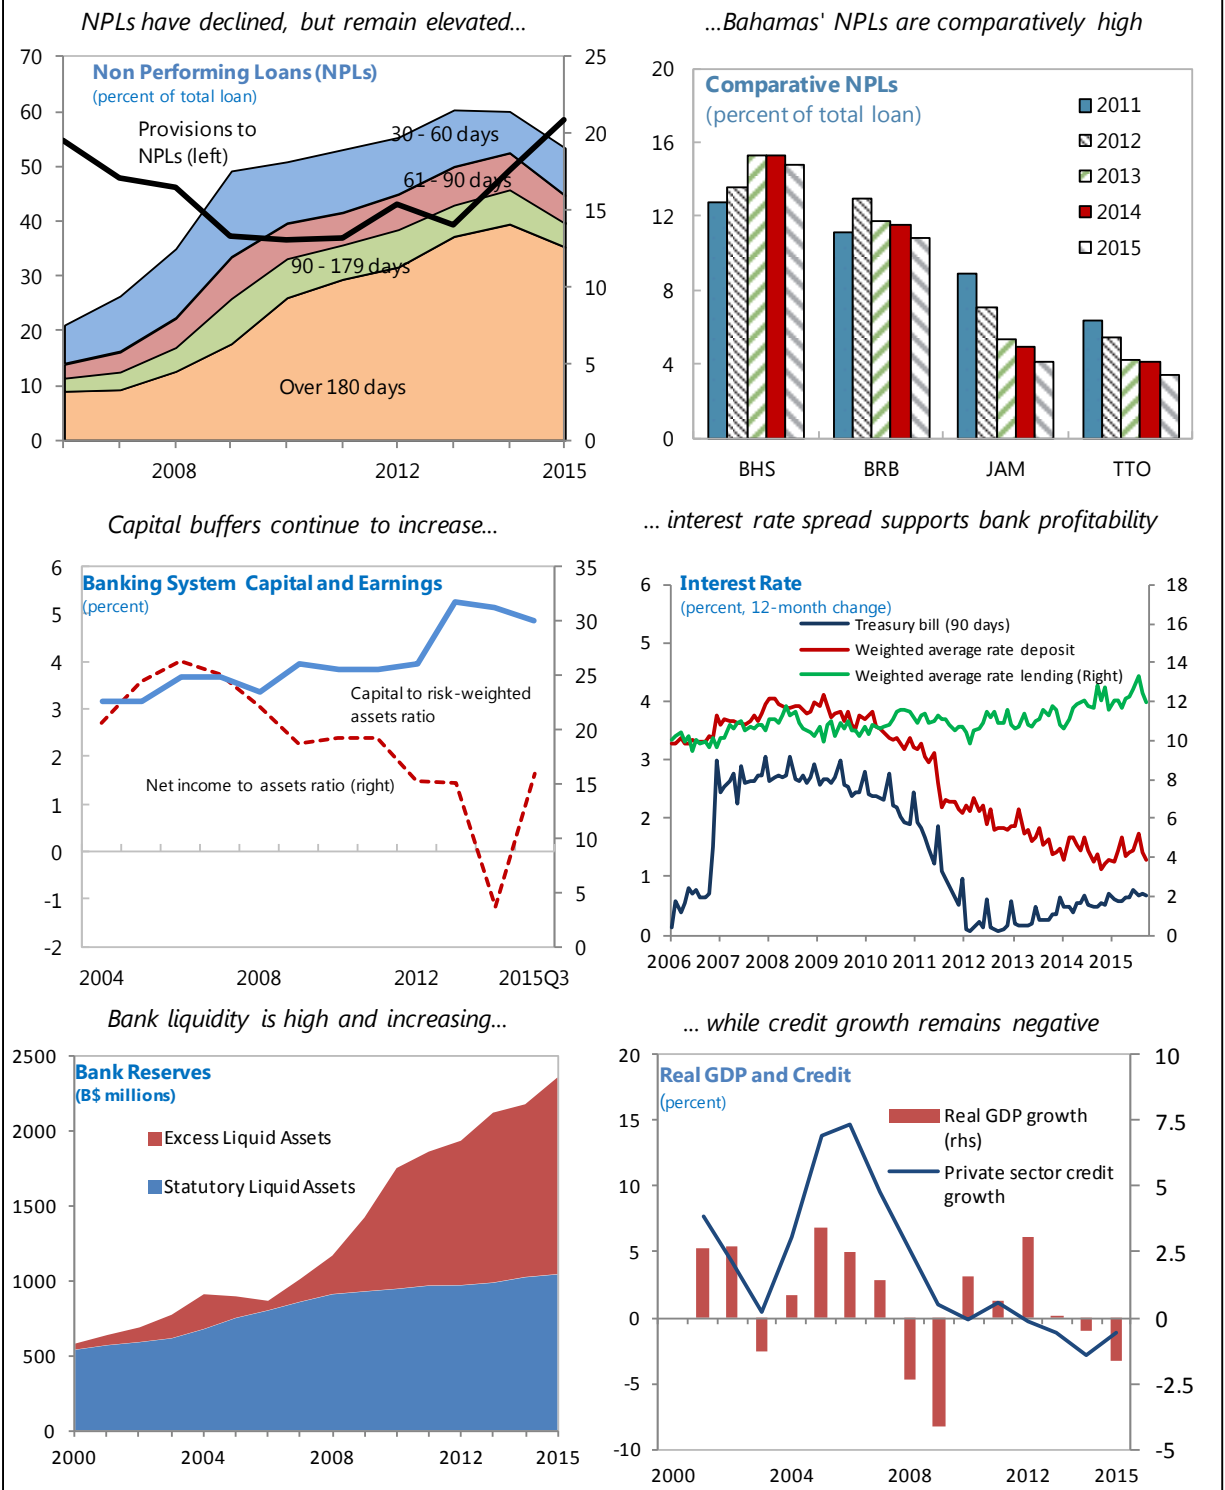 NPLs have declined, but remain elevated...
70
60
50
40
30
20
10
0
25
20
15
10
5
0
Non Performing Loans (NPLs)
(percent of total loan)
Provisions to
NPLs (left)
30 - 60 days
61 - 90 days
90 - 179 days
Over 180 days
2008
2012
2015
...Bahamas' NPLs are comparatively high
20
16
12
8
4
0
Comparative NPLs
(percent of total loan)
2011
2012
2013
2014
2015
BHS
BRB
JAM
TTO
Capital buffers continue to increase...
6
5
4
3
2
1
0
-1
-2
35
30
25
20
15
10
5
0
Banking System Capital and Earnings
(percent)
Capital to risk-weighted
assets ratio
Net income to assets ratio (right)
2004
2008
2012
2015Q3
... interest rate spread supports bank profitability
6
5
4
3
2
1
0
18
16
14
12
10
8
6
4
2
0
Interest Rate
(percent, 12-month change)
Treasury bill (90 days)
Weighted average rate deposit
Weighted average rate lending (Right)
2006 2007 2008 2009 2010 2011 2012 2013 2014 2015
Bank liquidity is high and increasing...
2500
2000
1500
1000
500
0
Bank Reserves
(B$ millions)
Excess Liquid Assets
Statutory Liquid Assets
2000
2004
2008
2012
2015
... while credit growth remains negative
20
15
10
5
0
-5
-10
10
7.5
5
2.5
0
-2.5
-5
Real GDP and Credit
(percent)
Real GDP growth
(rhs)
Private sector credit
growth
2000
2004
2008
2012
2015